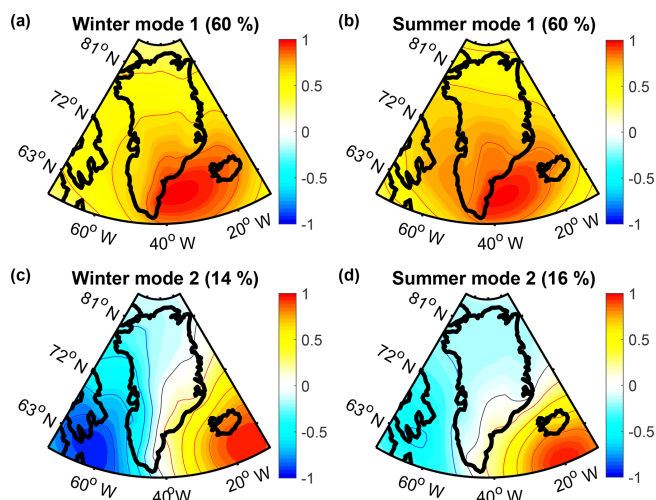 (a) Winter mode 1 (60 %)
81° N
72° N
63° N
60° W
40° W
20° W
1
0.5
0
-0.5
-1
(b) Summer mode 1 (60 %)
81° N
72° N
63° N
60° W
40° W
20° W
1
0.5
0
-0.5
-1
(c) Winter mode 2 (14 %)
81° N
72° N
63° N
60° W
40° W
20° W
1
0.5
0
-0.5
-1
(d) Summer mode 2 (16 %)
81° N
72° N
63° N
60° W
40° W
20° W
1
0.5
0
-0.5
-1